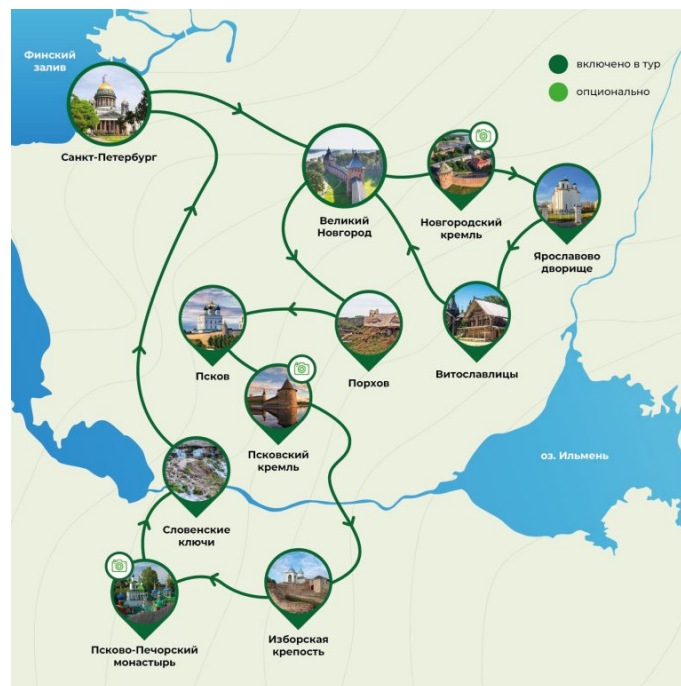 Финский
залив
включено в тур
опционально
Санкт-Петербург
Великий
Новгород
Новгородский
кремль
Ярославово
дворище
Псков
Порхов
Витославлицы
Псковский
кремль
оз. Ильмень
Словенские
ключи
Изборская
крепость
Псково-Печорский
монастырь